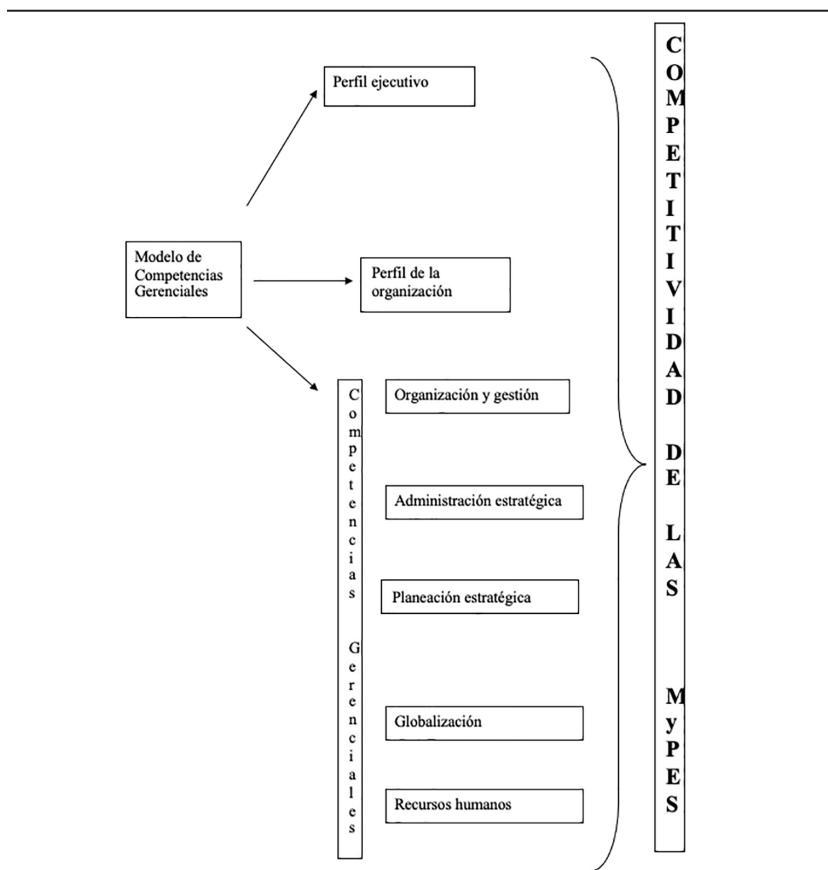 Perfil ejecutivo
Modelo de
Competencias
Gerenciales
Perfil de la
organización
Competencias Gerenciales
Organización y gestión
Administración estratégica
Planeación estratégica
Globalización
Recursos humanos
COMPETITIVIDAD DE LAS MyPES